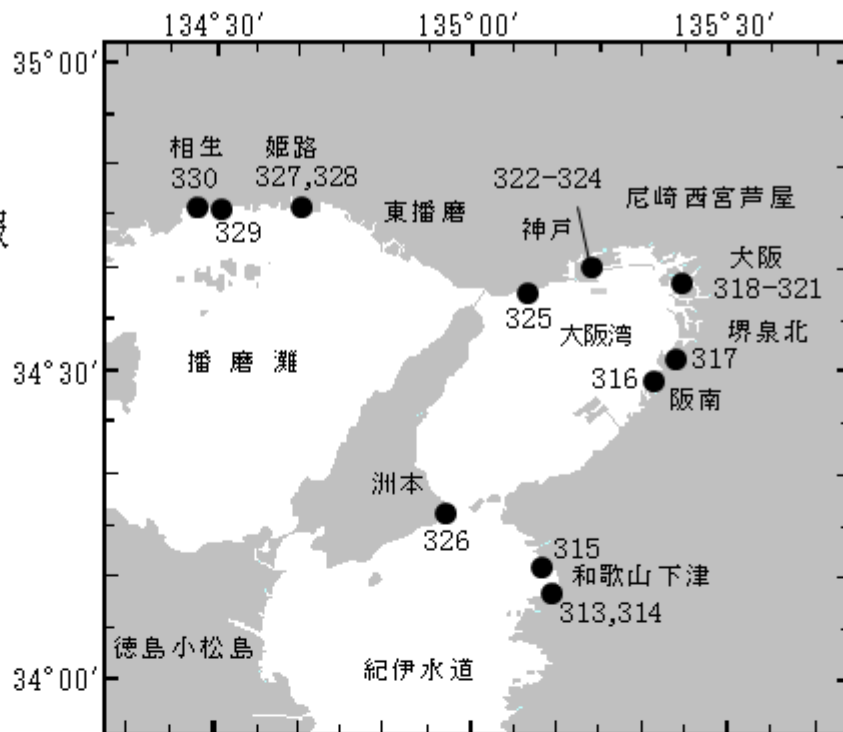 134°30′ 135°00′ 135°30′
35°00′
相生
330
姫路
327,328
329
東播磨
322-324
神戸
尼崎西宮芦屋
大阪
318-321
325
大阪湾
堺泉北
317
34°30′
播磨灘
316
阪南
洲本
326
315
和歌山下津
313,314
徳島小松島
34°00′
紀伊水道